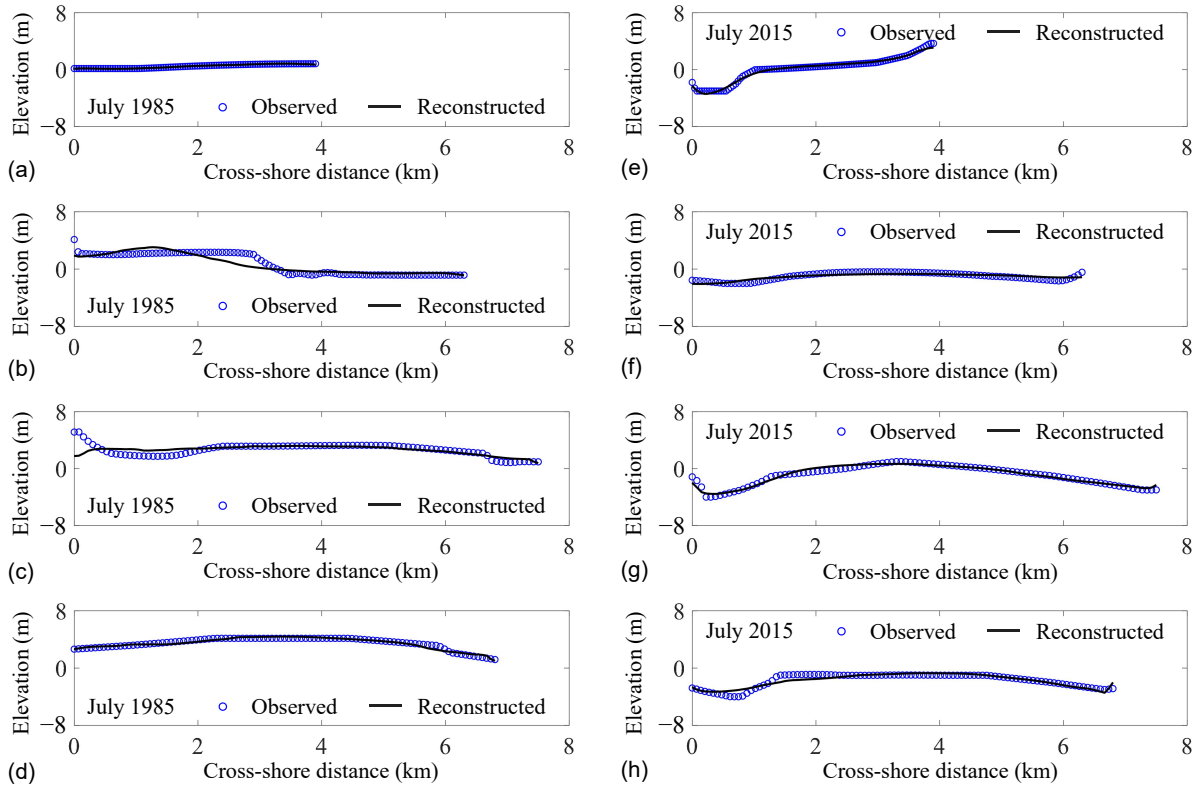 8
0
−8
Elevation (m)
July 1985 Observed Reconstructed
0 2 4 6 8
Cross-shore distance (km)
(a)
8
0
−8
Elevation (m)
July 2015 Observed Reconstructed
0 2 4 6 8
Cross-shore distance (km)
(e)
8
0
−8
Elevation (m)
July 1985 Observed Reconstructed
0 2 4 6 8
Cross-shore distance (km)
(b)
8
0
−8
Elevation (m)
July 2015 Observed Reconstructed
0 2 4 6 8
Cross-shore distance (km)
(f)
8
0
−8
Elevation (m)
July 1985 Observed Reconstructed
0 2 4 6 8
Cross-shore distance (km)
(c)
8
0
−8
Elevation (m)
July 2015 Observed Reconstructed
0 2 4 6 8
Cross-shore distance (km)
(g)
8
0
−8
Elevation (m)
July 1985 Observed Reconstructed
0 2 4 6 8
Cross-shore distance (km)
(d)
8
0
−8
Elevation (m)
July 2015 Observed Reconstructed
0 2 4 6 8
Cross-shore distance (km)
(h)